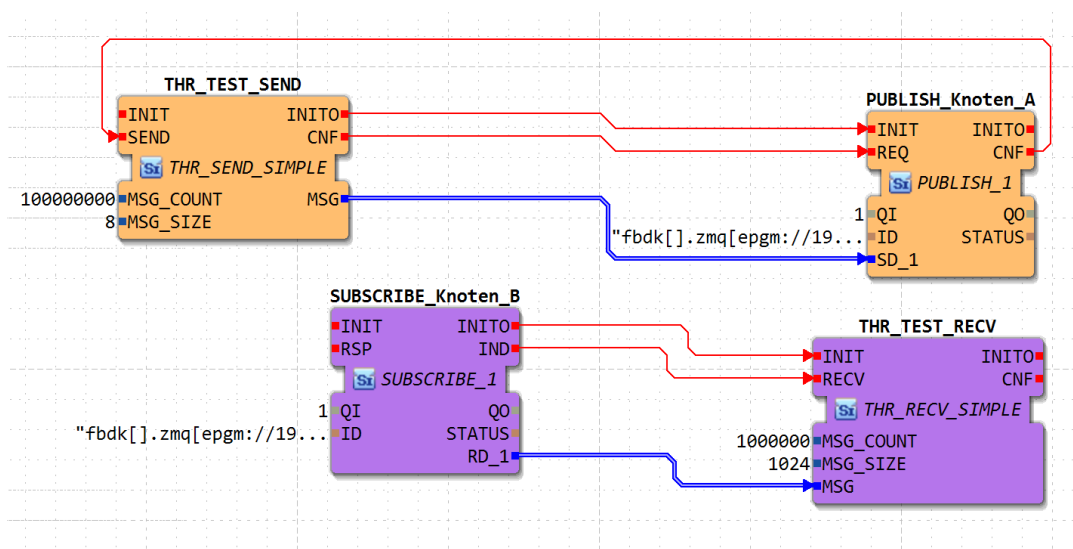 THR_TEST_SEND
INIT INITO
SEND CNF
THR_SEND_SIMPLE
100000000 MSG_COUNT MSG
8 MSG_SIZE
PUBLISH_Knoten_A
INIT INITO
REQ CNF
PUBLISH_1
1 QI QO
"fbdk[].zmq[epgm://19... ID STATUS
SD_1
SUBSCRIBE_Knoten_B
INIT INITO
RSP IND
SUBSCRIBE_1
1 QI QO
"fbdk[].zmq[epgm://19... ID STATUS
RD_1
THR_TEST_RECV
INIT INITO
RECV CNF
THR_RECV_SIMPLE
1000000 MSG_COUNT
1024 MSG_SIZE
MSG